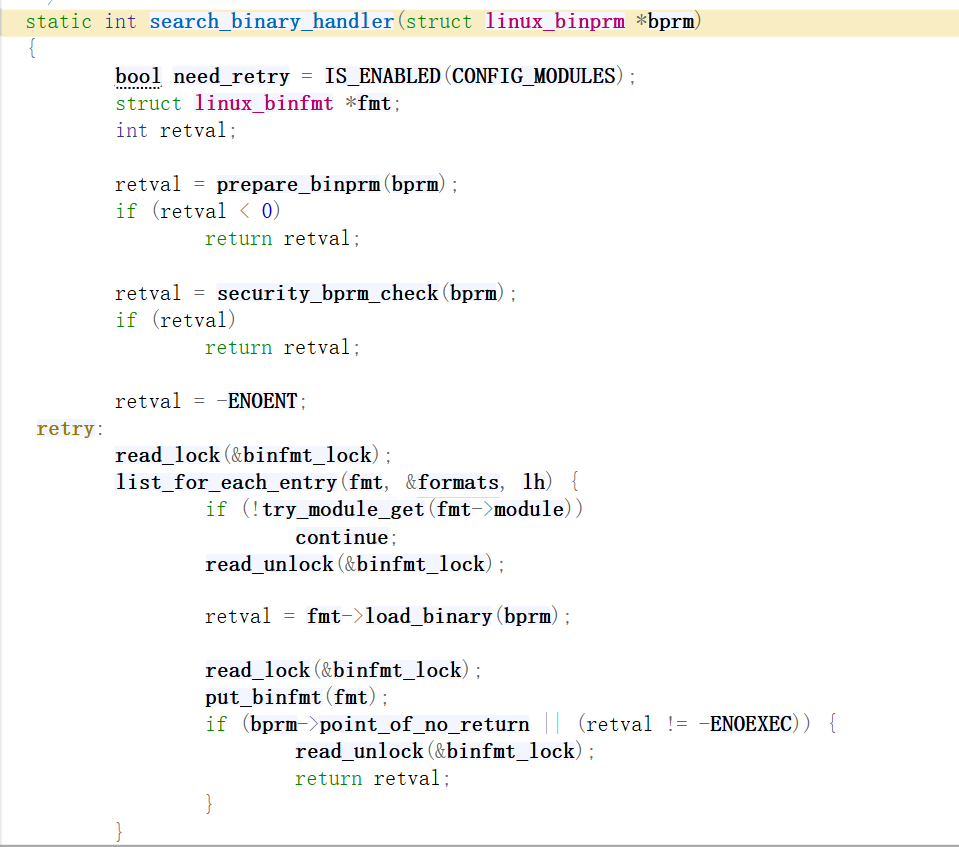 static int search_binary_handler(struct linux_binprm *bprm)
{
        bool need_retry = IS_ENABLED(CONFIG_MODULES);
        struct linux_binfmt *fmt;
        int retval;

        retval = prepare_binprm(bprm);
        if (retval < 0)
                return retval;

        retval = security_bprm_check(bprm);
        if (retval)
                return retval;

        retval = -ENOENT;
 retry:
        read_lock(&binfmt_lock);
        list_for_each_entry(fmt, &formats, lh) {
                if (!try_module_get(fmt->module))
                        continue;
                read_unlock(&binfmt_lock);

                retval = fmt->load_binary(bprm);

                read_lock(&binfmt_lock);
                put_binfmt(fmt);
                if (bprm->point_of_no_return || (retval != -ENOEXEC)) {
                        read_unlock(&binfmt_lock);
                        return retval;
                }
        }